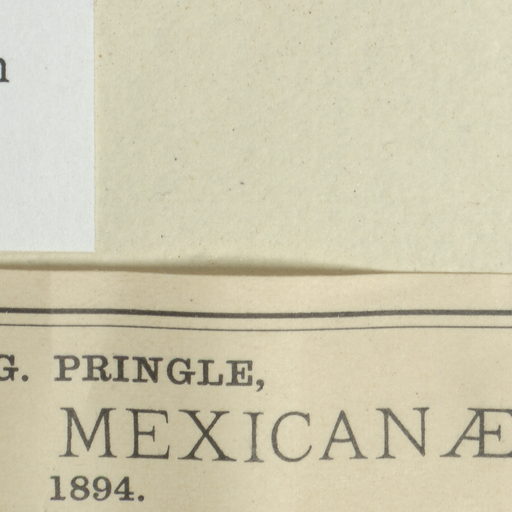 G. PRINGLE,
MEXICANÆ
1894.